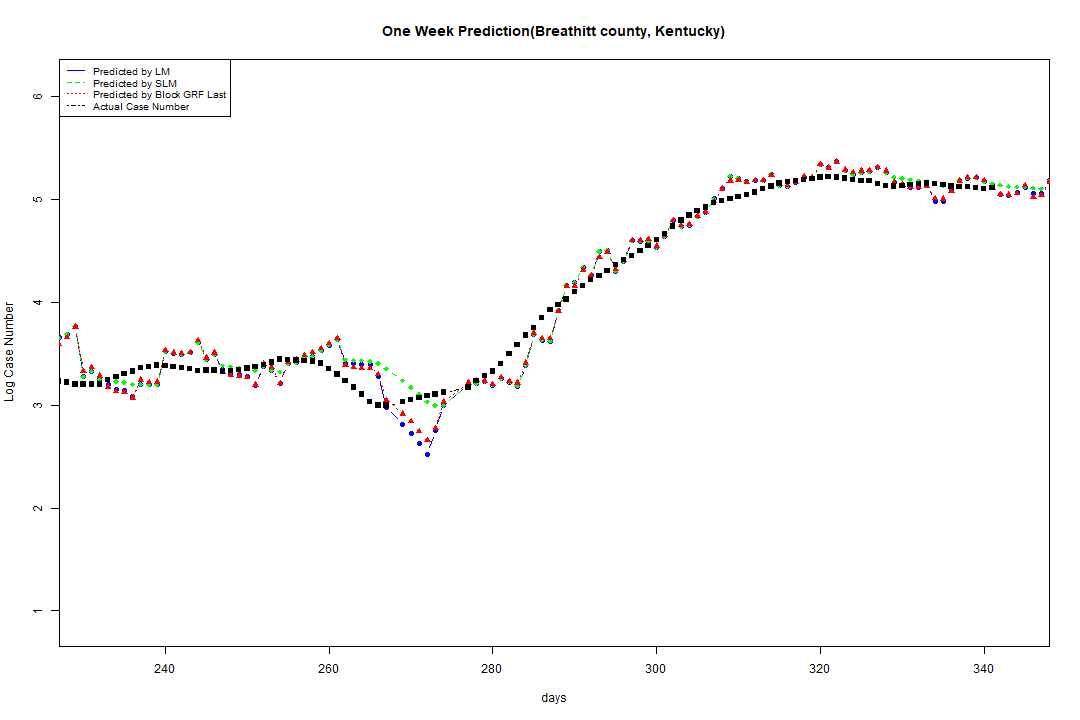 One Week Prediction(Breathitt county, Kentucky)
Predicted by LM
Predicted by SLM
Predicted by Block GRF Last
Actual Case Number
6
5
4
3
2
1
Log Case Number
240 260 280 300 320 340
days